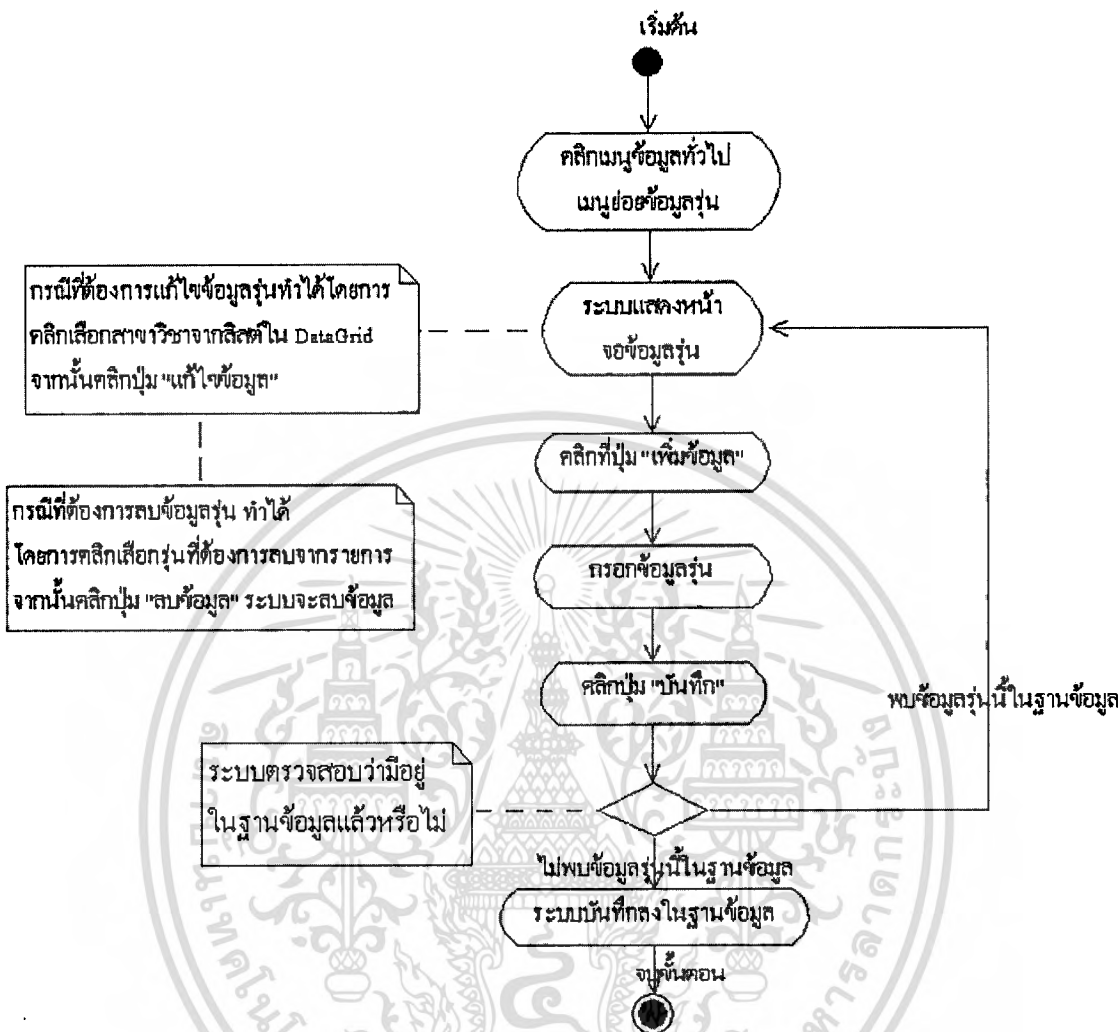 เริ่มต้น
คลิกเมนูข้อมูลทั่วไป
เมนูย่อยข้อมูลรุ่น
กรณีที่ต้องการแก้ไขข้อมูลรุ่นทำได้โดยการ
คลิกเลือกสาขาวิชาจากลิสต์ใน DataGrid
จากนั้นคลิกปุ่ม "แก้ไขข้อมูล"
ระบบแสดงหน้า
จอข้อมูลรุ่น
คลิกที่ปุ่ม "เพิ่มข้อมูล"
กรณีที่ต้องการลบข้อมูลรุ่น ทำได้
โดยการคลิกเลือกรุ่นที่ต้องการลบจากรายการ
จากนั้นคลิกปุ่ม "ลบข้อมูล" ระบบจะลบข้อมูล
กรอกข้อมูลรุ่น
คลิกปุ่ม "บันทึก"
พบข้อมูลรุ่นนี้ในฐานข้อมูล
ระบบตรวจสอบว่ามีอยู่
ในฐานข้อมูลแล้วหรือไม่
ไม่พบข้อมูลรุ่นนี้ในฐานข้อมูล
ระบบบันทึกลงในฐานข้อมูล
จบขั้นตอน